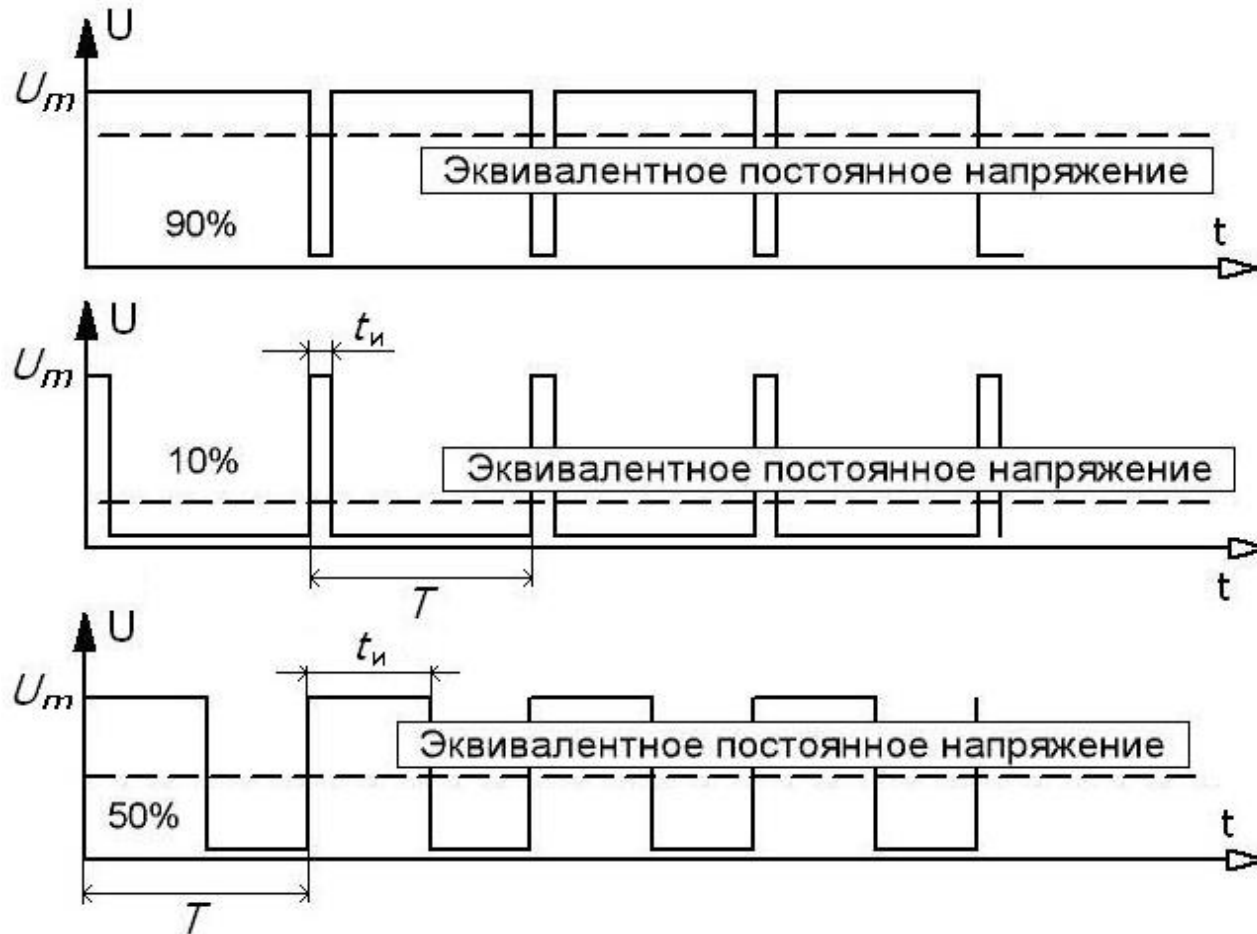 U
Um
Эквивалентное постоянное напряжение
90%
t
U
tи
Um
10%
Эквивалентное постоянное напряжение
T
t
U
tи
Um
Эквивалентное постоянное напряжение
50%
t
T